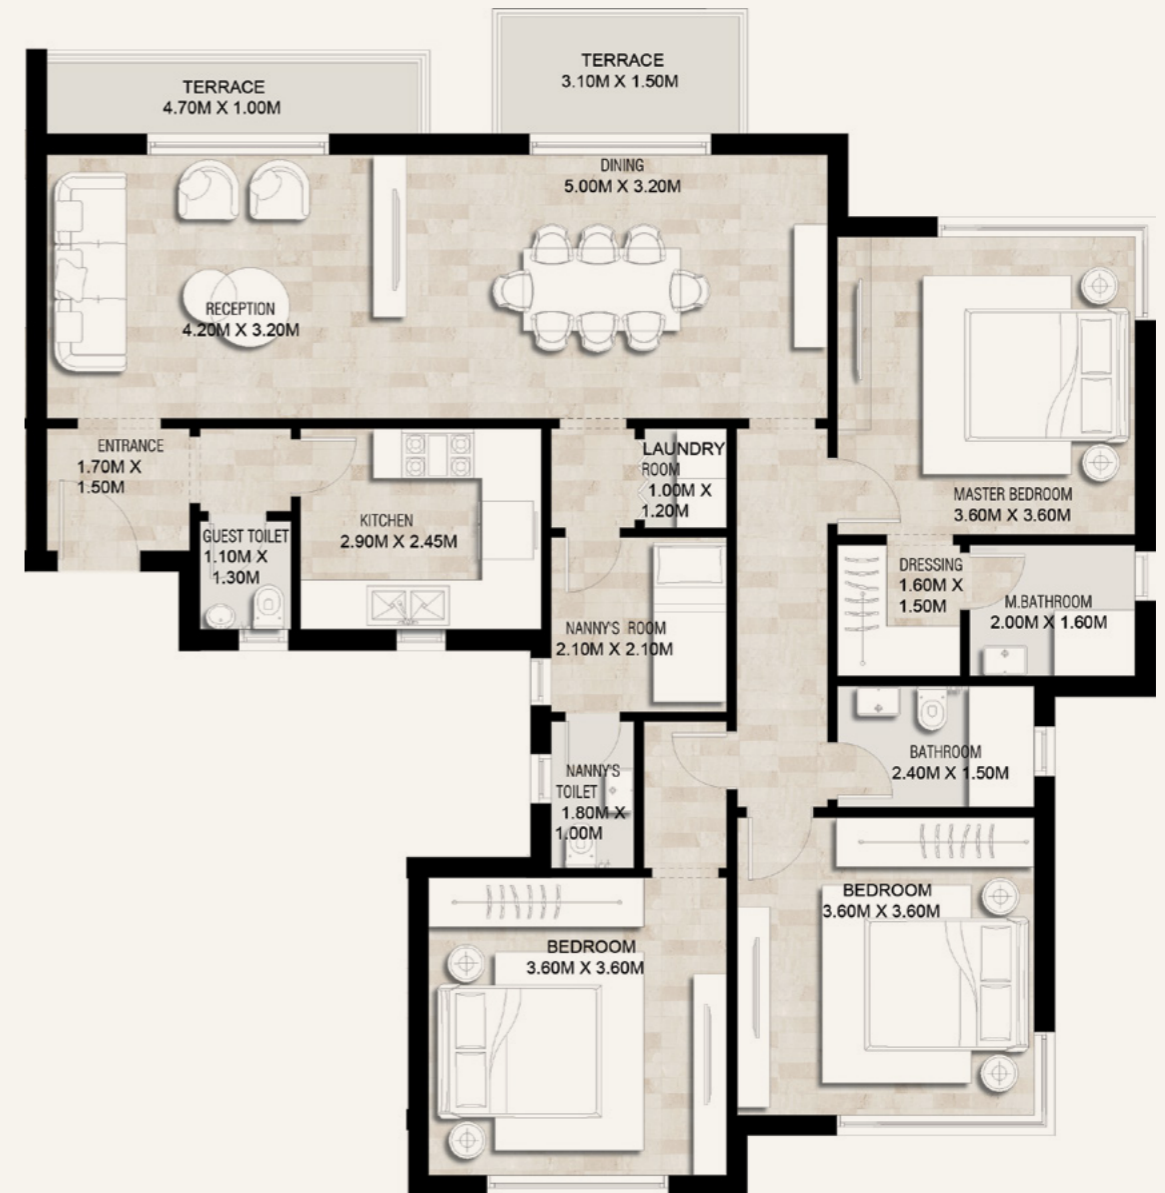 TERRACE
4.70M X 1.00M
TERRACE
3.10M X 1.50M
DINING
5.00M X 3.20M
RECEPTION
4.20M X 3.20M
ENTRANCE
1.70M X
1.50M
GUEST TOILET
1.10M X
1.30M
KITCHEN
2.90M X 2.45M
LAUNDRY
ROOM
1.00M X
1.20M
MASTER BEDROOM
3.60M X 3.60M
DRESSING
1.60M X
1.50M
M.BATHROOM
2.00M X 1.60M
NANNY'S ROOM
2.10M X 2.10M
NANNY'S
TOILET
1.80M X
1.00M
BATHROOM
2.40M X 1.50M
BEDROOM
3.60M X 3.60M
BEDROOM
3.60M X 3.60M